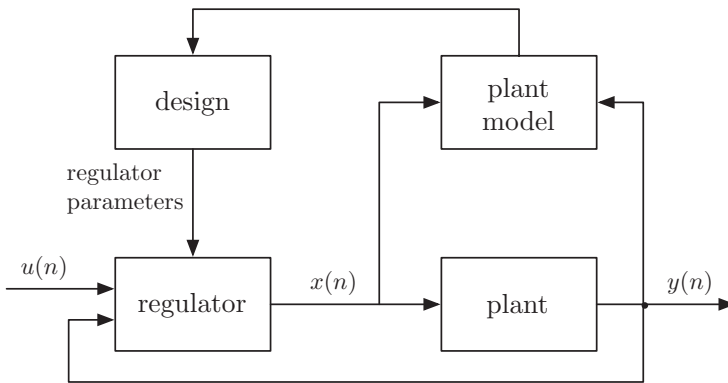 design
plant
model
regulator
parameters
u(n)
regulator
x(n)
plant
y(n)